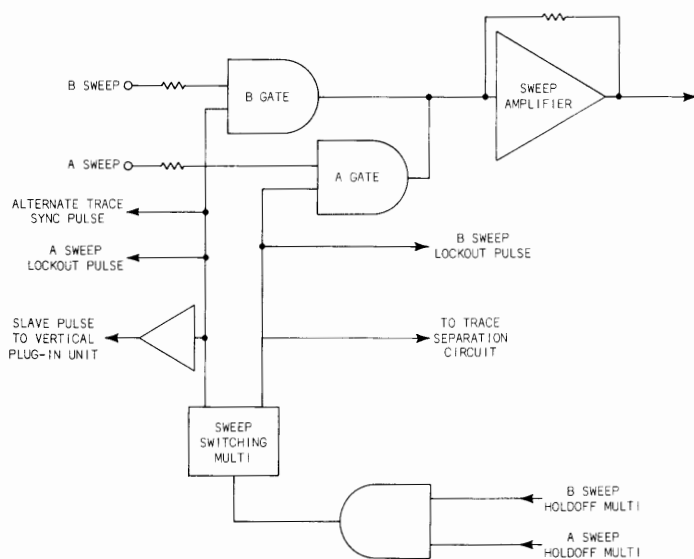 B SWEEP
B GATE
SWEEP
AMPLIFIER
A SWEEP
A GATE
ALTERNATE TRACE
SYNC PULSE
A SWEEP
LOCKOUT PULSE
B SWEEP
LOCKOUT PULSE
SLAVE PULSE
TO VERTICAL
PLUG-IN UNIT
TO TRACE
SEPARATION
CIRCUIT
SWEEP
SWITCHING
MULTI
B SWEEP
HOLDOFF MULTI
A SWEEP
HOLDOFF MULTI